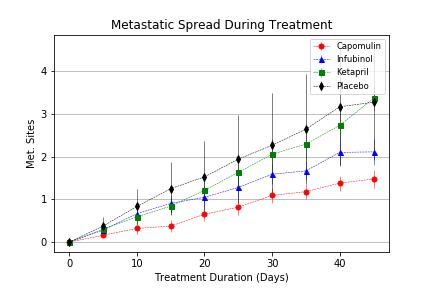 Metastatic Spread During Treatment
Capomulin
Infubinol
Ketapril
Placebo
Met. Sites
4
3
2
1
0
0 10 20 30 40
Treatment Duration (Days)